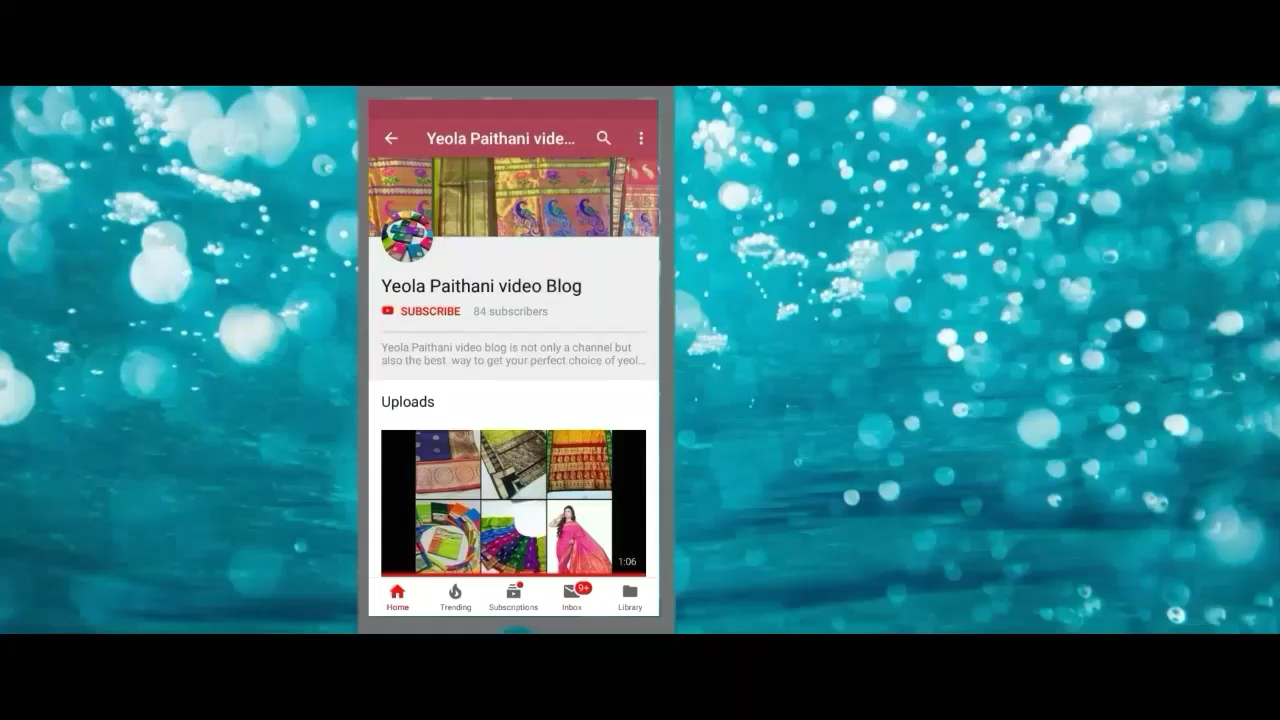 Yeola Paithani vide...
Yeola Paithani video Blog
SUBSCRIBE 84 subscribers
Yeola Paithani video blog is not only a channel but
also the best way to get your perfect choice of yeol...
Uploads
1:06
9+
Home Trending Subscriptions Inbox Library